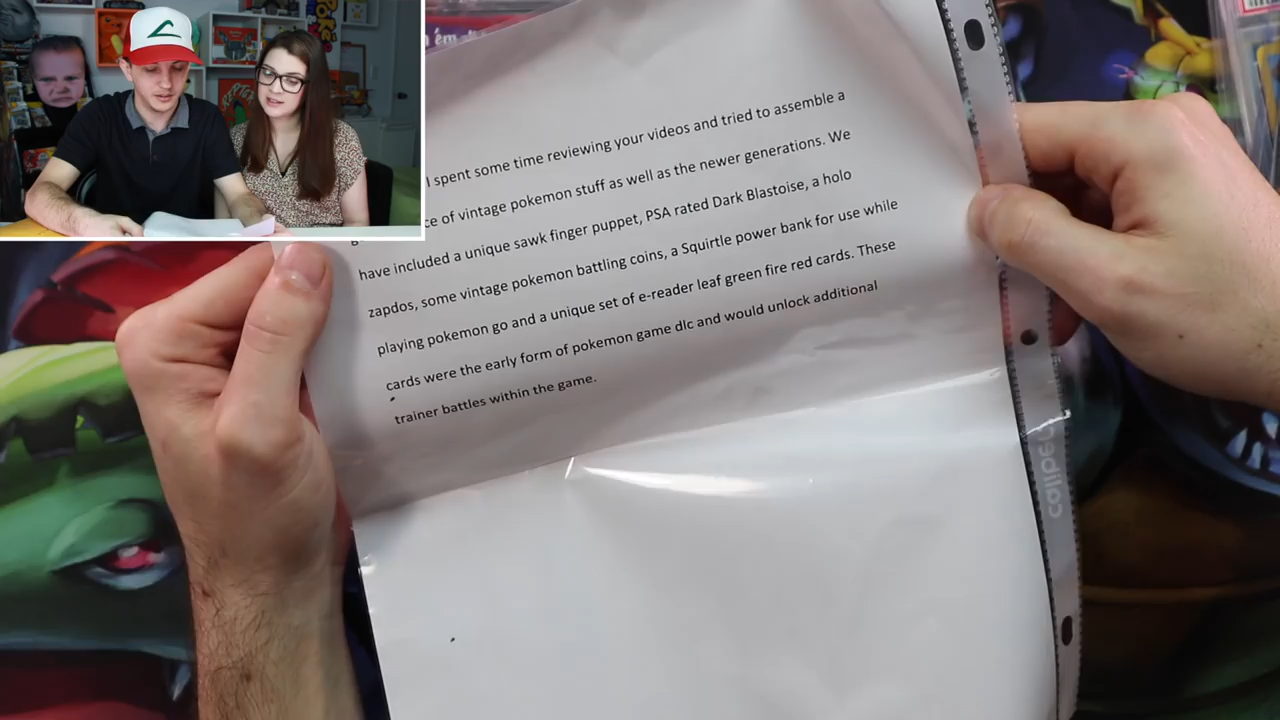 I spent some time reviewing your videos and tried to assemble a
ce of vintage pokemon stuff as well as the newer generations. We
have included a unique sawk finger puppet, PSA rated Dark Blastoise, a holo
zapdos, some vintage pokemon battling coins, a Squirtle power bank for use while
playing pokemon go and a unique set of e-reader leaf green fire red cards. These
cards were the early form of pokemon game dlc and would unlock additional
trainer battles within the game.
caliber